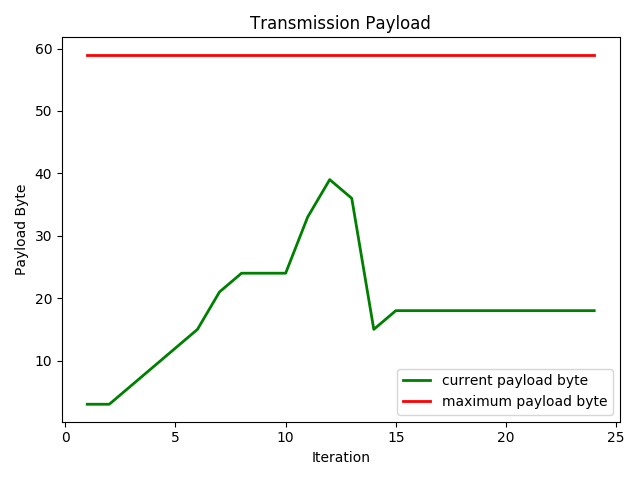 Transmission Payload
60
50
40
30
20
10
Payload Byte
current payload byte
maximum payload byte
0 5 10 15 20 25
Iteration